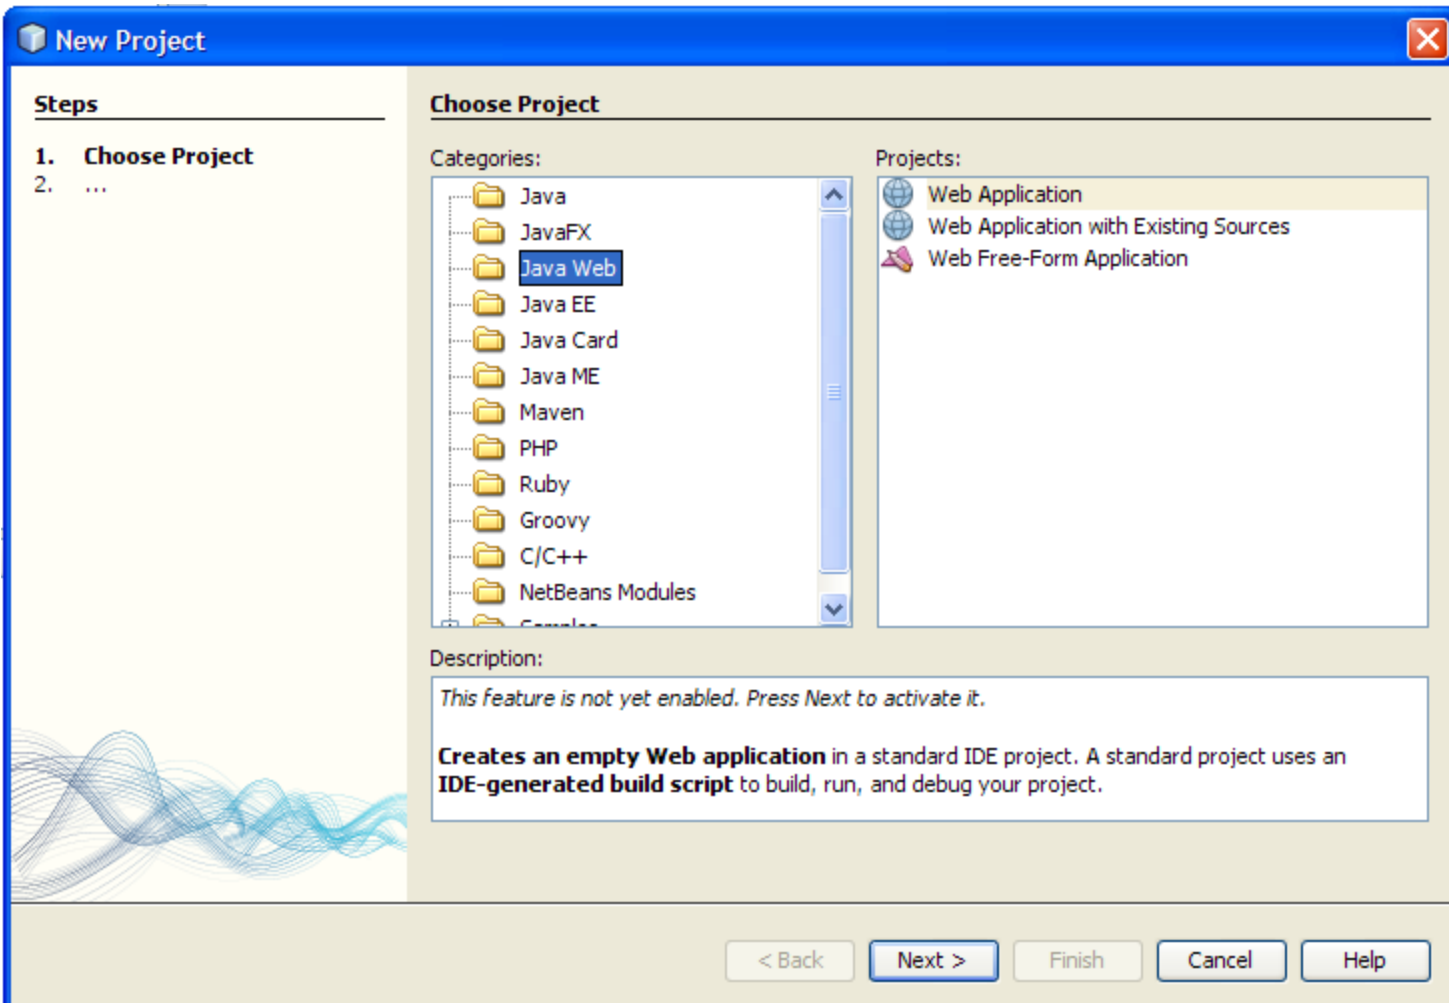 New Project
Steps
1. Choose Project
2. ...
Choose Project
Categories:
Java
JavaFX
Java Web
Java EE
Java Card
Java ME
Maven
PHP
Ruby
Groovy
C/C++
NetBeans Modules
Samples
Projects:
Web Application
Web Application with Existing Sources
Web Free-Form Application
Description:
This feature is not yet enabled. Press Next to activate it.
Creates an empty Web application in a standard IDE project. A standard project uses an
IDE-generated build script to build, run, and debug your project.
< Back
Next >
Finish
Cancel
Help